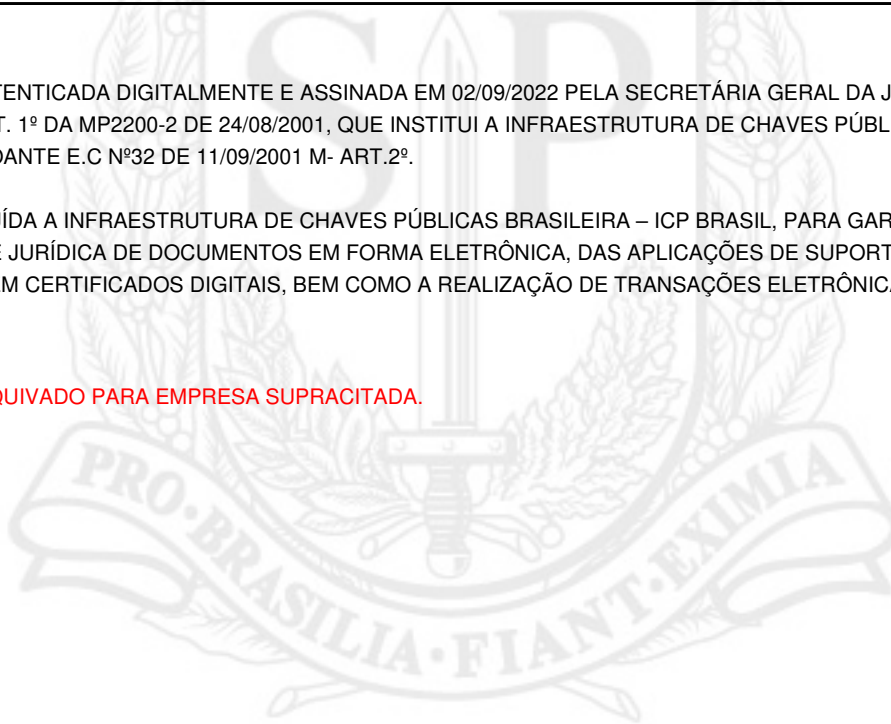 TENTICADA DIGITALMENTE E ASSINADA EM 02/09/2022 PELA SECRETÁRIA GERAL DA J
T. 1º DA MP2200-2 DE 24/08/2001, QUE INSTITUI A INFRAESTRUTURA DE CHAVES PÚBL
DANTE E.C Nº32 DE 11/09/2001 M- ART.2º.
ÍDA A INFRAESTRUTURA DE CHAVES PÚBLICAS BRASILEIRA – ICP BRASIL, PARA GAR
E JURÍDICA DE DOCUMENTOS EM FORMA ELETRÔNICA, DAS APLICAÇÕES DE SUPORT
EM CERTIFICADOS DIGITAIS, BEM COMO A REALIZAÇÃO DE TRANSAÇÕES ELETRÔNICA
QUIVADO PARA EMPRESA SUPRACITADA.
SP
PRO·BRASILIA·FIANT·EXIMIA